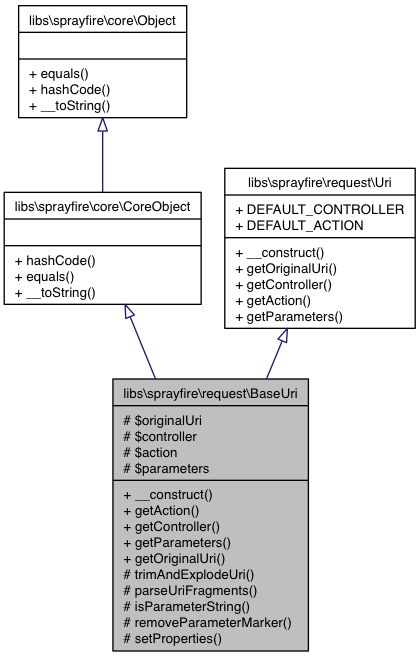 libs\sprayfire\core\Object
+ equals()
+ hashCode()
+ __toString()
libs\sprayfire\core\CoreObject
+ hashCode()
+ equals()
+ __toString()
libs\sprayfire\request\Uri
+ DEFAULT_CONTROLLER
+ DEFAULT_ACTION
+ __construct()
+ getOriginalUri()
+ getController()
+ getAction()
+ getParameters()
libs\sprayfire\request\BaseUri
# $originalUri
# $controller
# $action
# $parameters
+ __construct()
+ getAction()
+ getController()
+ getParameters()
+ getOriginalUri()
# trimAndExplodeUri()
# parseUriFragments()
# isParameterString()
# removeParameterMarker()
# setProperties()